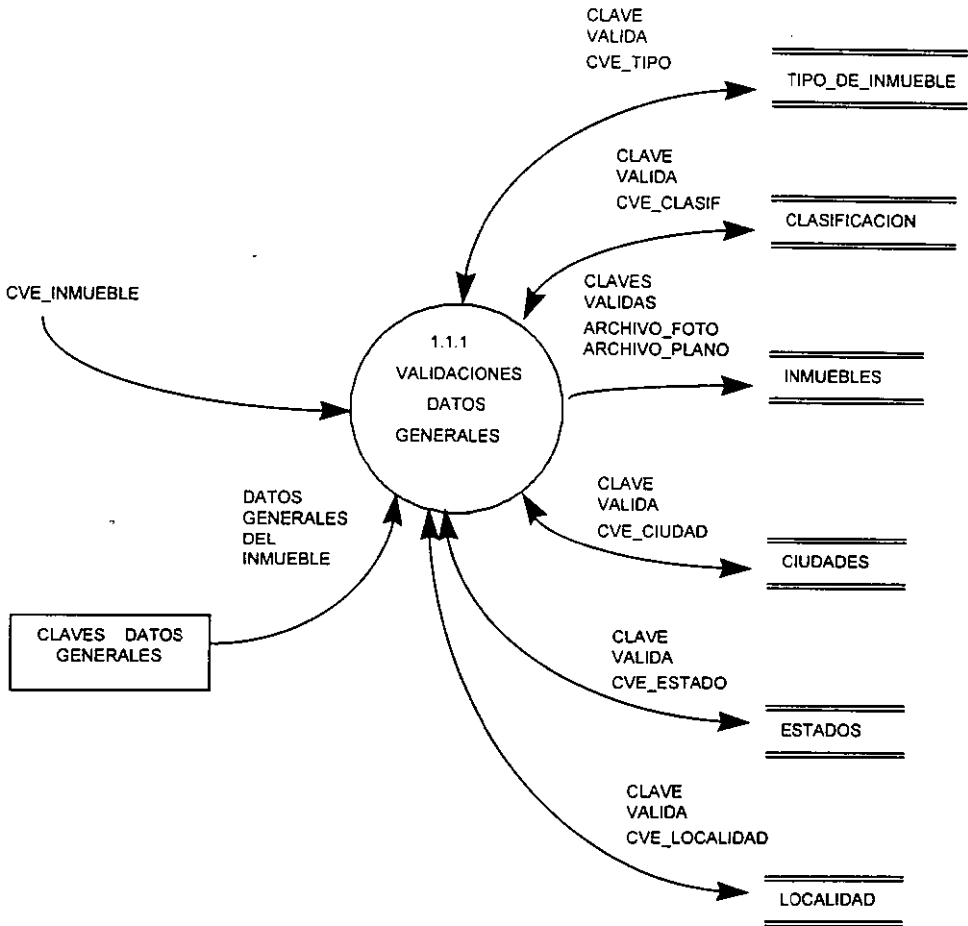 CLAVE
VALIDA
CVE_TIPO
TIPO_DE_INMUEBLE
CLAVE
VALIDA
CVE_CLASIF
CLASIFICACION
CVE_INMUEBLE
CLAVES
VALIDAS
ARCHIVO_FOTO
ARCHIVO_PLANO
INMUEBLES
1.1.1
VALIDACIONES
DATOS
GENERALES
DATOS
GENERALES
DEL
INMUEBLE
CLAVE
VALIDA
CVE_CIUDAD
CIUDADES
CLAVES DATOS
GENERALES
CLAVE
VALIDA
CVE_ESTADO
ESTADOS
CLAVE
VALIDA
CVE_LOCALIDAD
LOCALIDAD